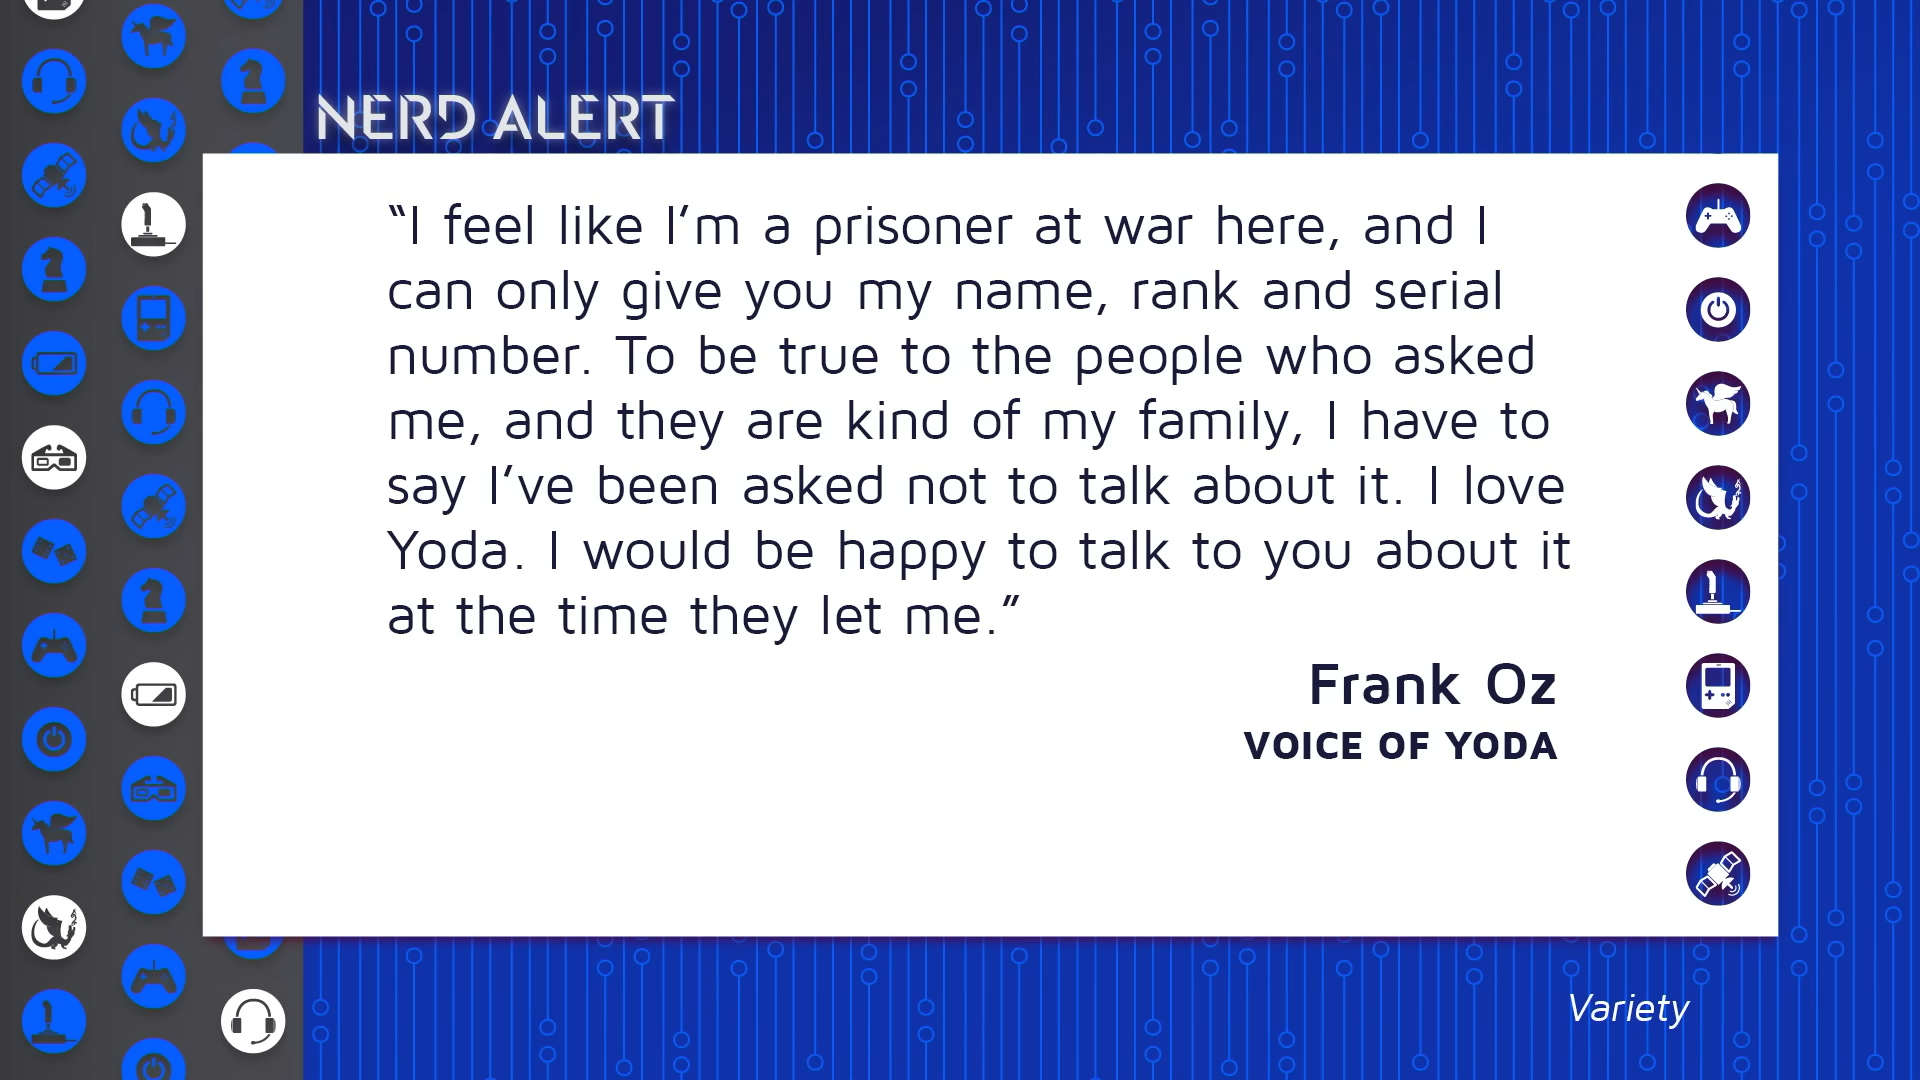 NERD ALERT
“I feel like I’m a prisoner at war here, and I
can only give you my name, rank and serial
number. To be true to the people who asked
me, and they are kind of my family, I have to
say I’ve been asked not to talk about it. I love
Yoda. I would be happy to talk to you about it
at the time they let me.”
Frank Oz
VOICE OF YODA
Variety